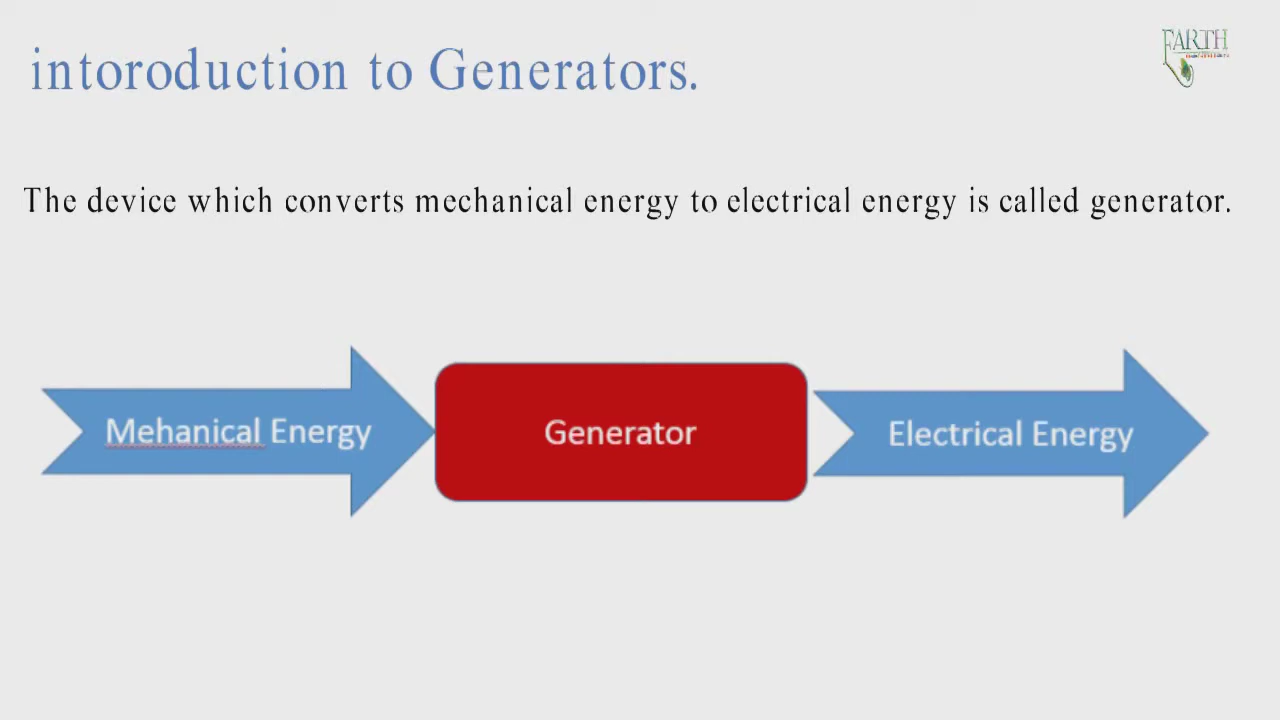 intoroduction to Generators.
EARTH
The device which converts mechanical energy to electrical energy is called generator.
Mehanical Energy
Generator
Electrical Energy